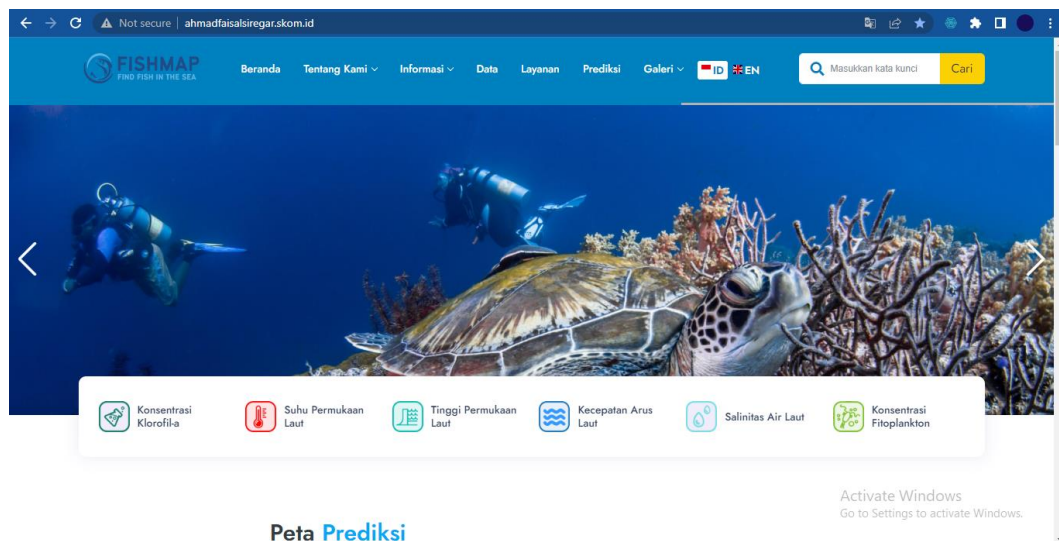 Not secure | ahmadfaisalsiregar.skom.id
FISHMAP
FIND FISH IN THE SEA
Beranda Tentang Kami Informasi Data Layanan Prediksi Galeri ID EN
Masukkan kata kunci Cari
Konsentrasi
Klorofil-a
Suhu Permukaan
Laut
Tinggi Permukaan
Laut
Kecepatan Arus
Laut
Salinitas Air Laut
Konsentrasi
Fitoplankton
Peta Prediksi
Activate Windows
Go to Settings to activate Windows.